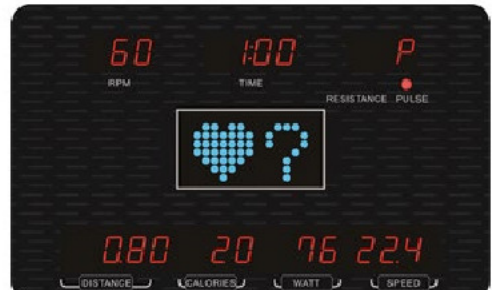 60 1:00 P
RPM TIME
RESISTANCE PULSE
?
0.80 20 76 22.4
DISTANCE CALORIES WATT SPEED